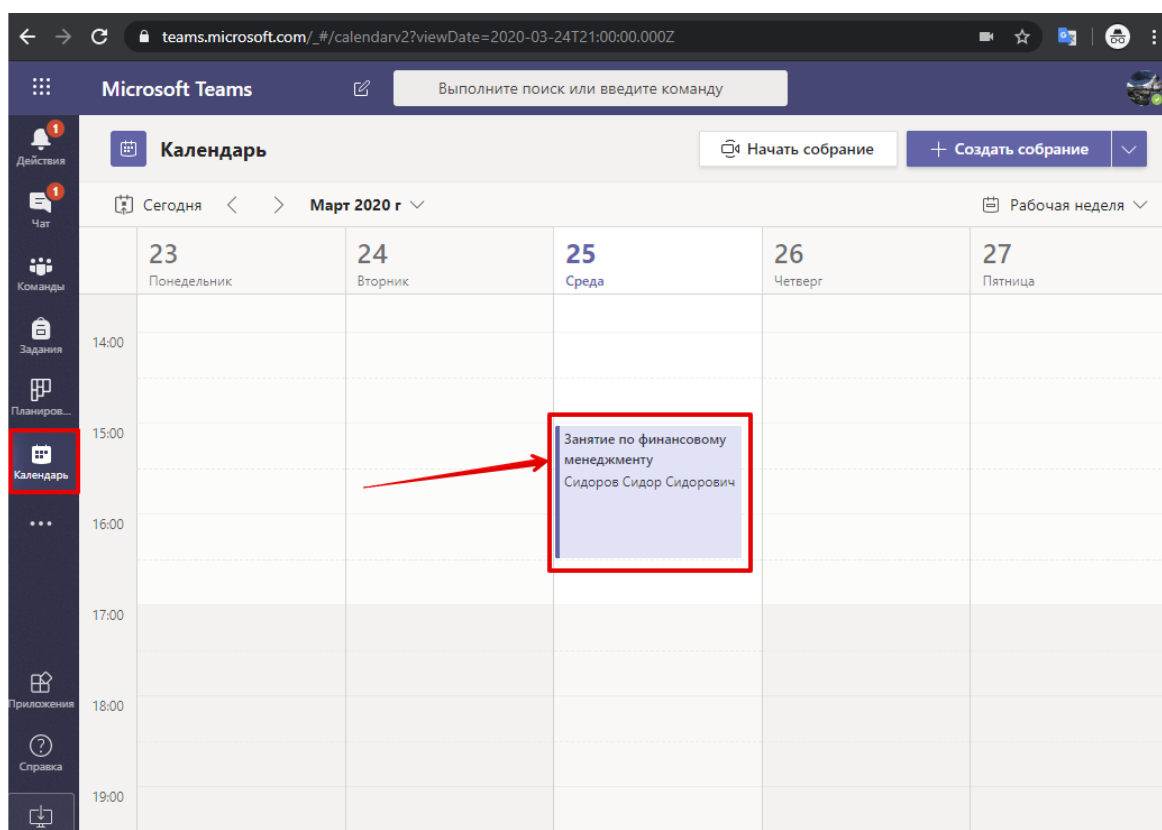 teams.microsoft.com/_#/calendarv2?viewDate=2020-03-24T21:00:00.000Z
Microsoft Teams
Выполните поиск или введите команду
1
Действия
Календарь
Начать собрание
+ Создать собрание
1
Чат
Сегодня
Март 2020 г
Рабочая неделя
23
Понедельник
24
Вторник
25
Среда
26
Четверг
27
Пятница
Команды
Задания
Планиров...
Календарь
14:00
15:00
16:00
17:00
18:00
19:00
Занятие по финансовому
менеджменту
Сидоров Сидор Сидорович
Приложения
Справка